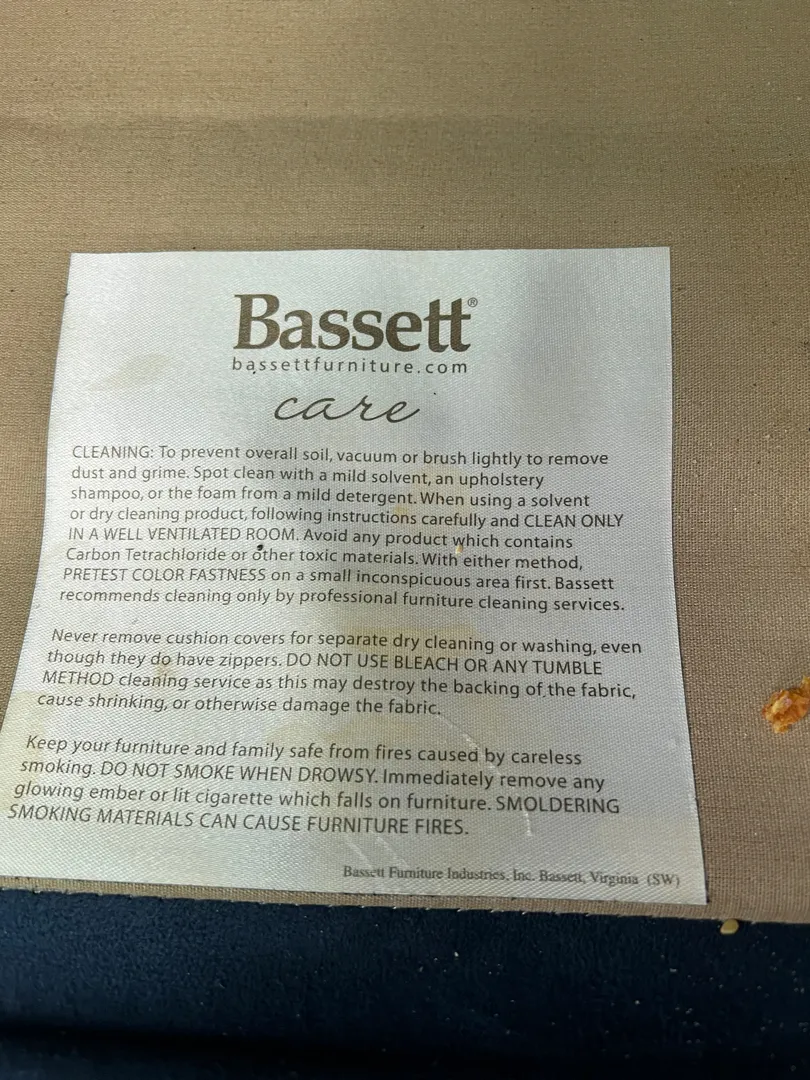 Bassett®
bassettfurniture.com
care
CLEANING: To prevent overall soil, vacuum or brush lightly to remove
dust and grime. Spot clean with a mild solvent, an upholstery
shampoo, or the foam from a mild detergent. When using a solvent
or dry cleaning product, following instructions carefully and CLEAN ONLY
IN A WELL VENTILATED ROOM. Avoid any product which contains
Carbon Tetrachloride or other toxic materials. With either method,
PRETEST COLOR FASTNESS on a small inconspicuous area first. Bassett
recommends cleaning only by professional furniture cleaning services.
Never remove cushion covers for separate dry cleaning or washing, even
though they do have zippers. DO NOT USE BLEACH OR ANY TUMBLE
METHOD cleaning service as this may destroy the backing of the fabric,
cause shrinking, or otherwise damage the fabric.
Keep your furniture and family safe from fires caused by careless
smoking. DO NOT SMOKE WHEN DROWSY. Immediately remove any
glowing ember or lit cigarette which falls on furniture. SMOLDERING
SMOKING MATERIALS CAN CAUSE FURNITURE FIRES.
Bassett Furniture Industries, Inc. Bassett, Virginia (SW)